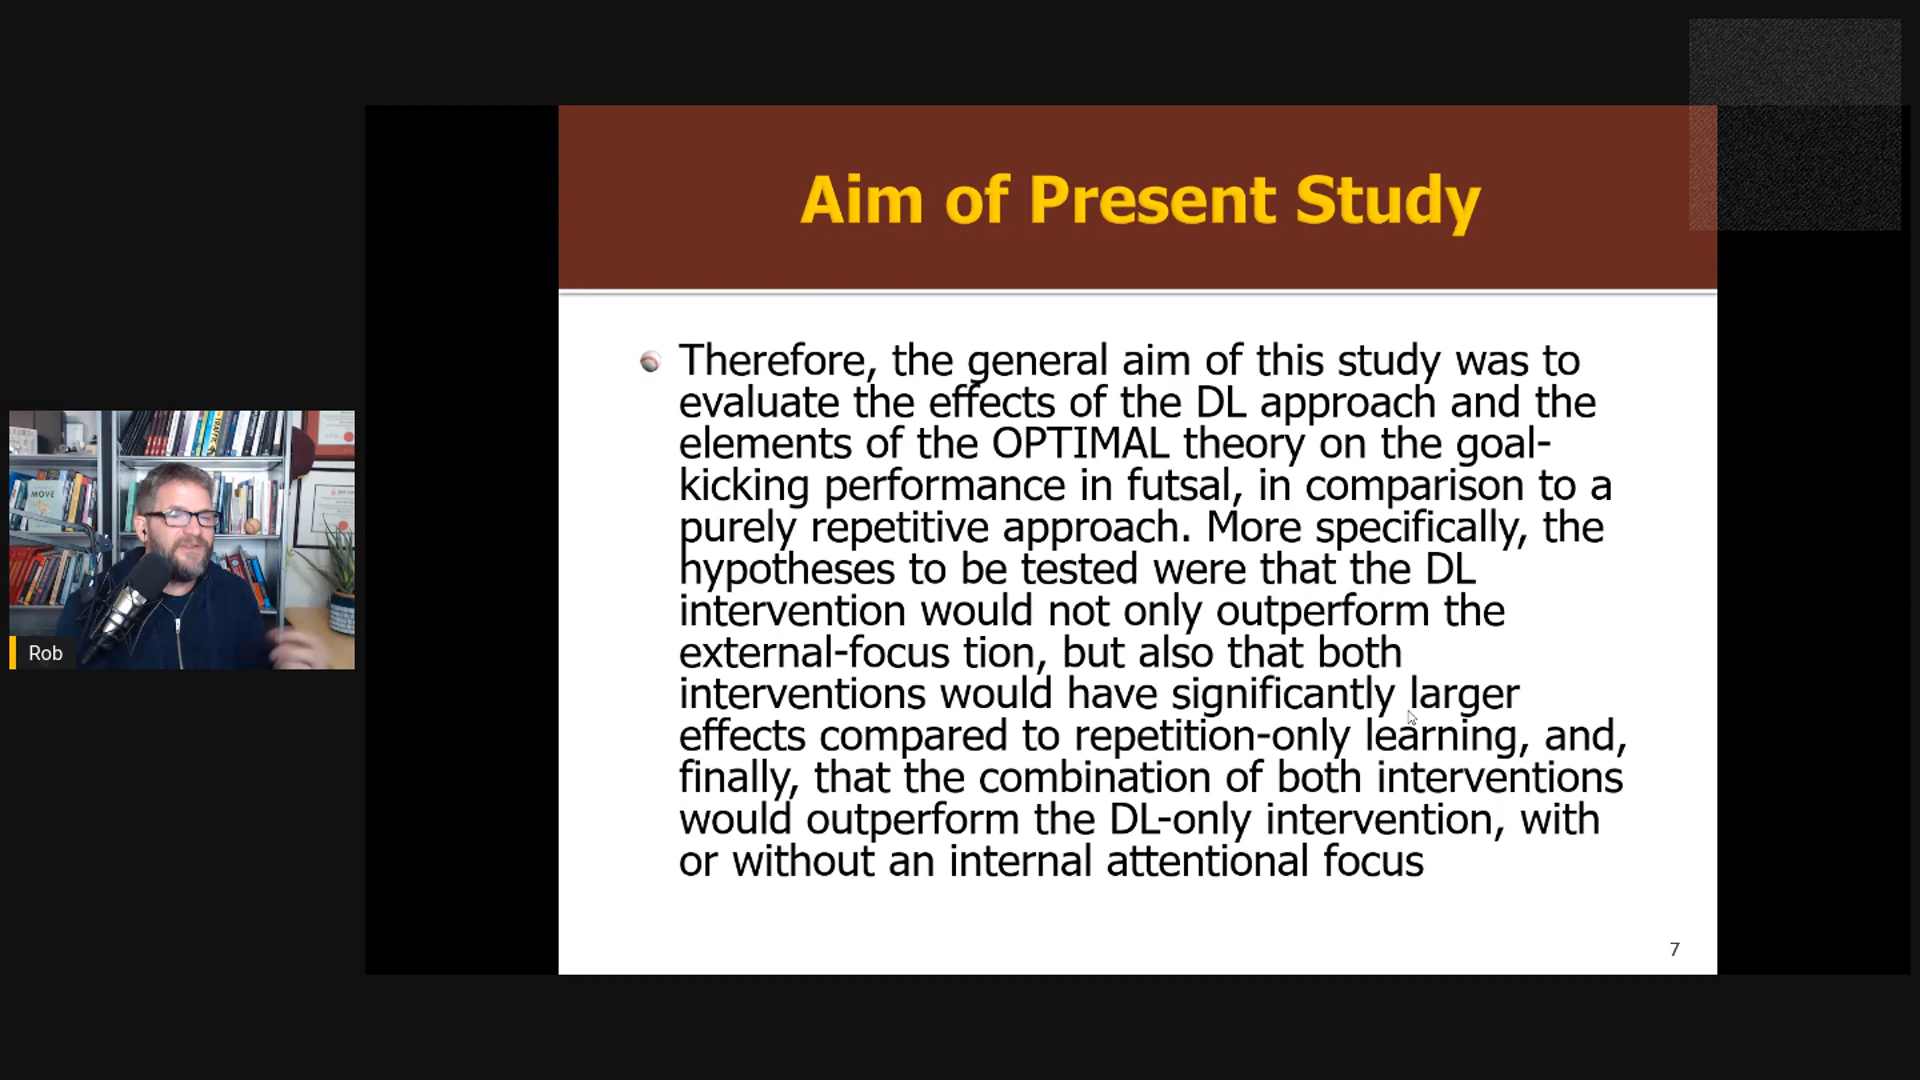 Aim of Present Study
Therefore, the general aim of this study was to
evaluate the effects of the DL approach and the
elements of the OPTIMAL theory on the goal-
kicking performance in futsal, in comparison to a
purely repetitive approach. More specifically, the
hypotheses to be tested were that the DL
intervention would not only outperform the
external-focus tion, but also that both
interventions would have significantly larger
effects compared to repetition-only learning, and,
finally, that the combination of both interventions
would outperform the DL-only intervention, with
or without an internal attentional focus
7
MOVE
Rob